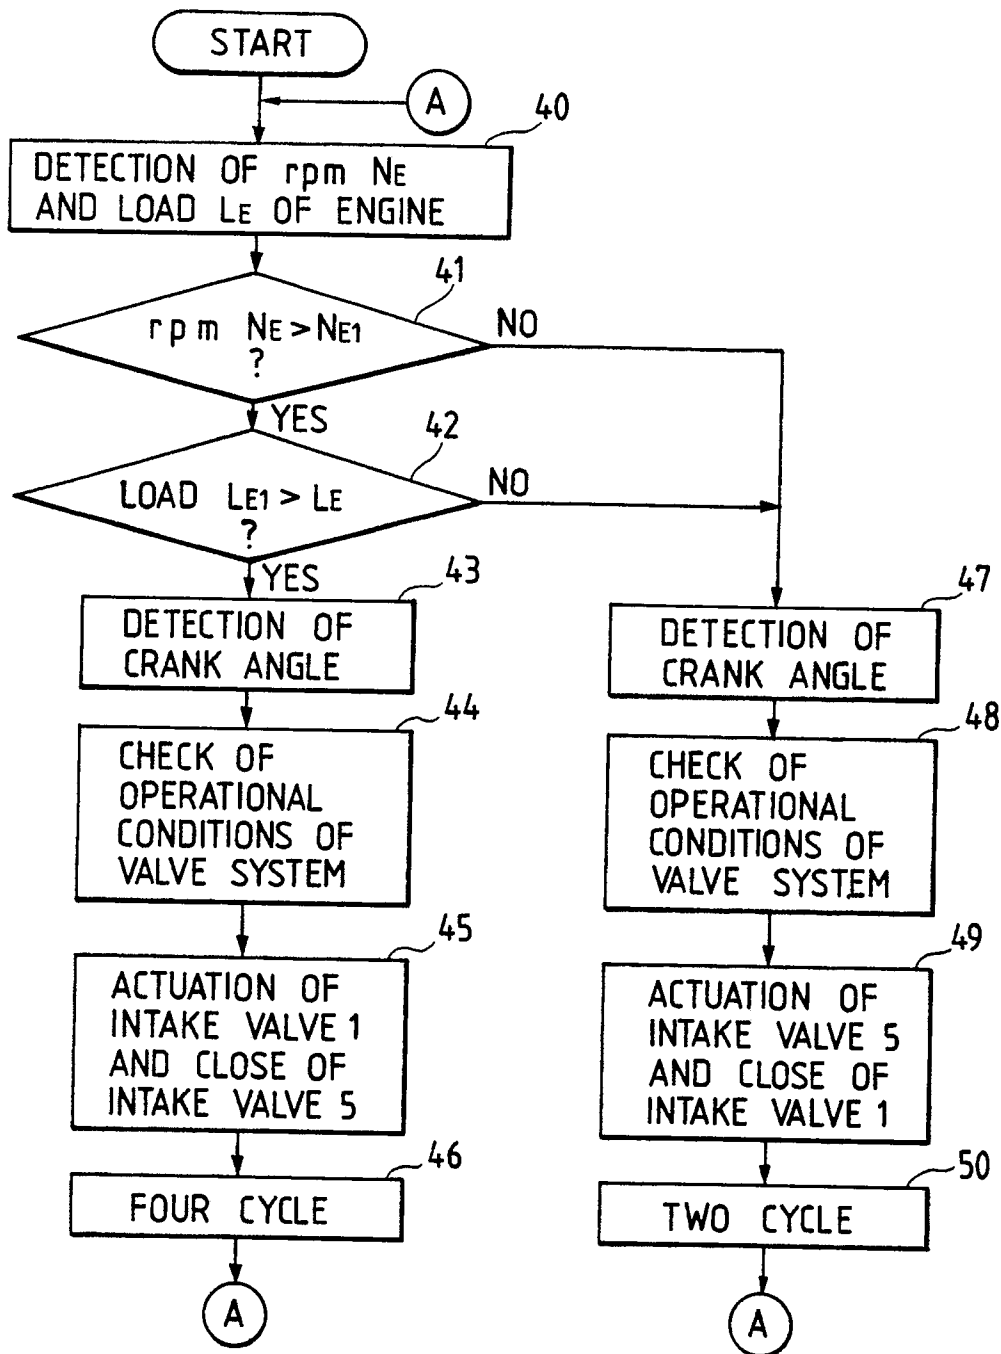 START
A
40
DETECTION OF rpm NE
AND LOAD LE OF ENGINE
41
rpm NE > NE1
?
NO
YES
42
LOAD LE1 > LE
?
NO
YES
43
DETECTION OF
CRANK ANGLE
44
CHECK OF
OPERATIONAL
CONDITIONS OF
VALVE SYSTEM
45
ACTUATION OF
INTAKE VALVE 1
AND CLOSE OF
INTAKE VALVE 5
46
FOUR CYCLE
A
47
DETECTION OF
CRANK ANGLE
48
CHECK OF
OPERATIONAL
CONDITIONS OF
VALVE SYSTEM
49
ACTUATION OF
INTAKE VALVE 5
AND CLOSE OF
INTAKE VALVE 1
50
TWO CYCLE
A